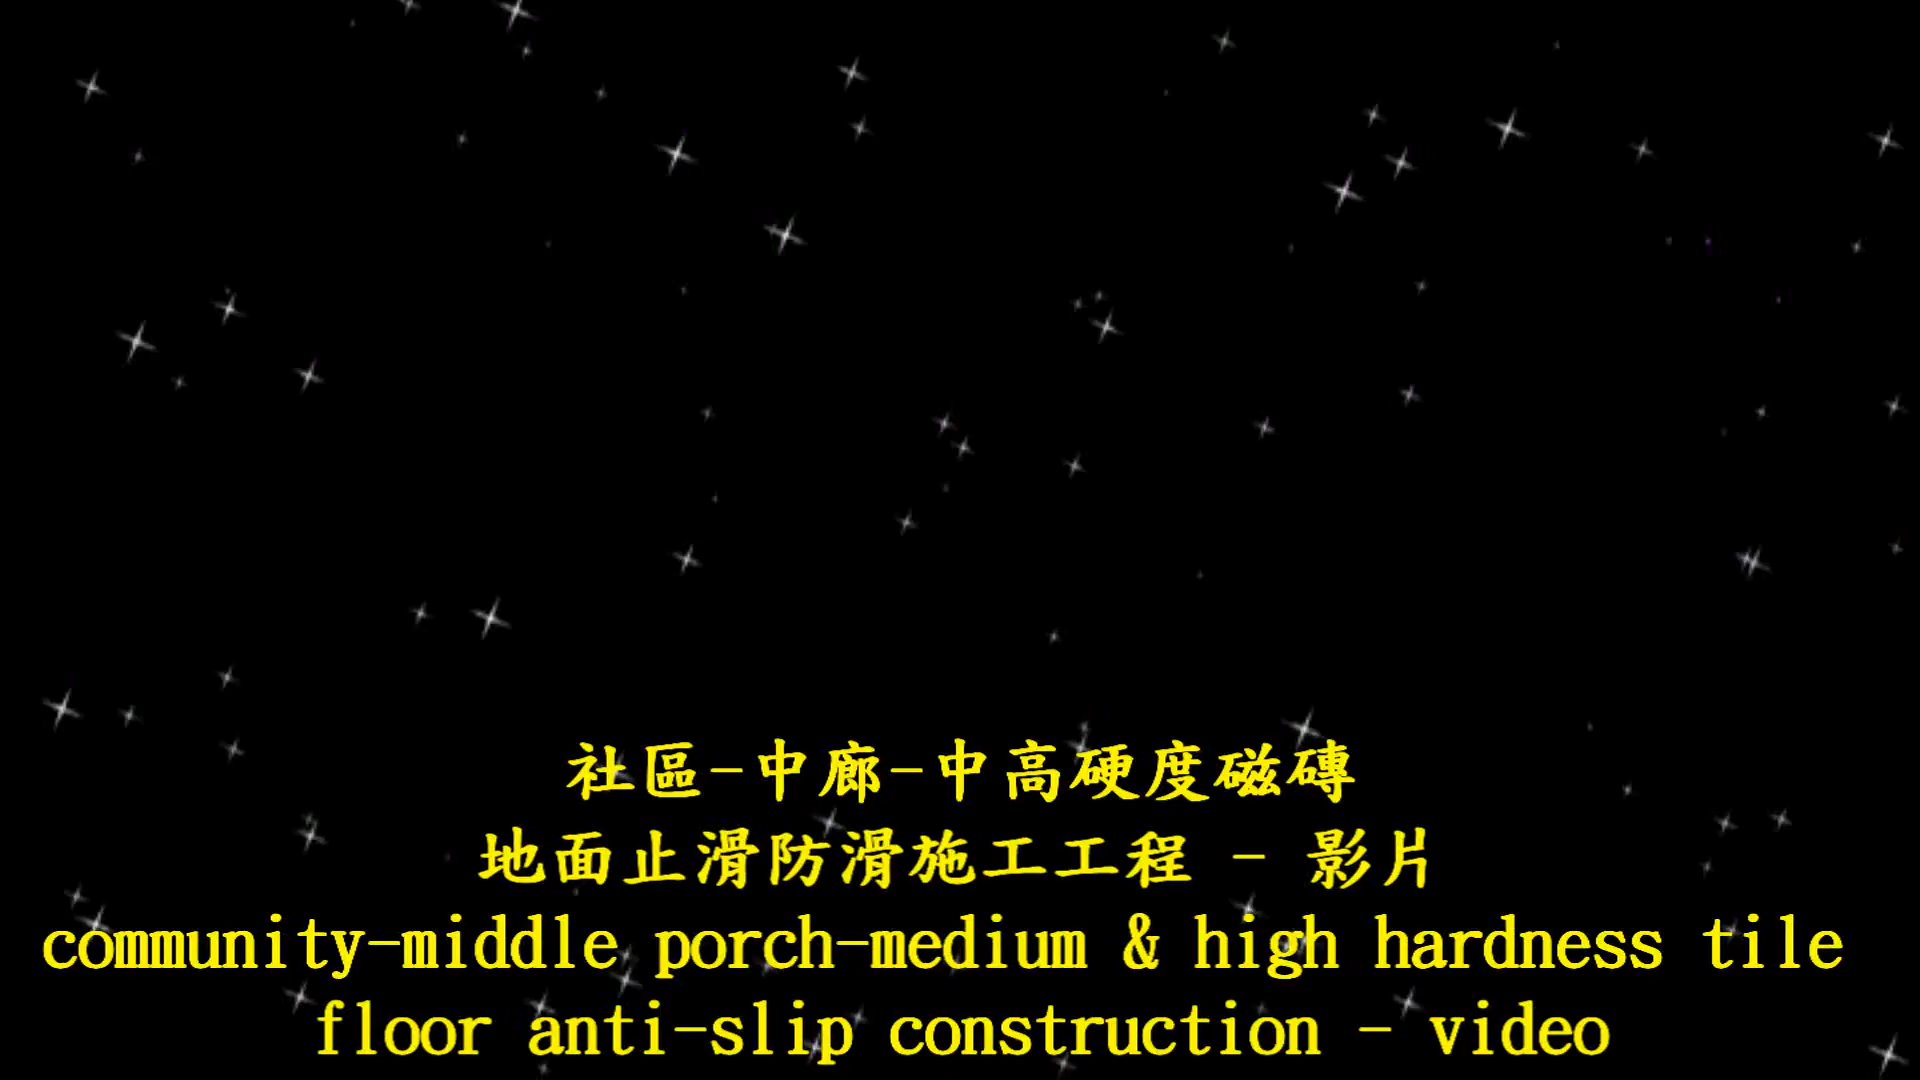 社區-中廊-中高硬度磁磚
地面止滑防滑施工工程 - 影片
community-middle porch-medium & high hardness tile
floor anti-slip construction - video